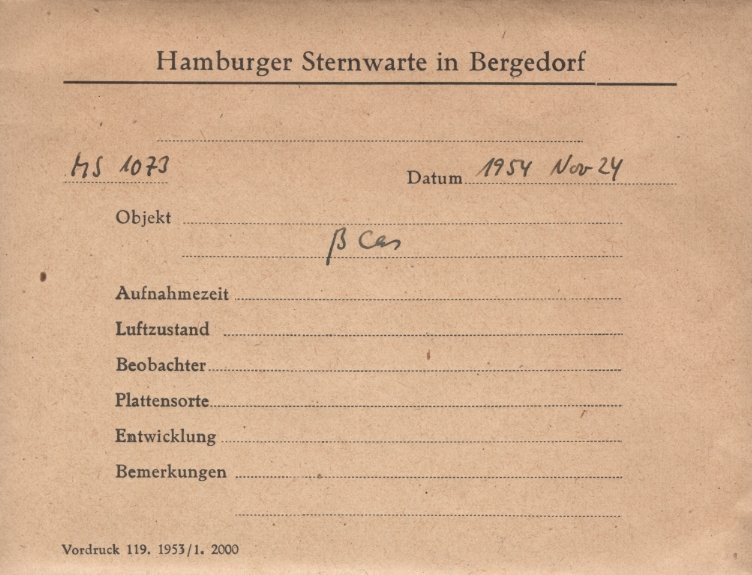 Hamburger Sternwarte in Bergedorf
MS 1073 Datum 1954 Nov 24
Objekt
β Cas
Aufnahmezeit
Luftzustand
Beobachter
Plattensorte
Entwicklung
Bemerkungen
Vordruck 119. 1953/1. 2000